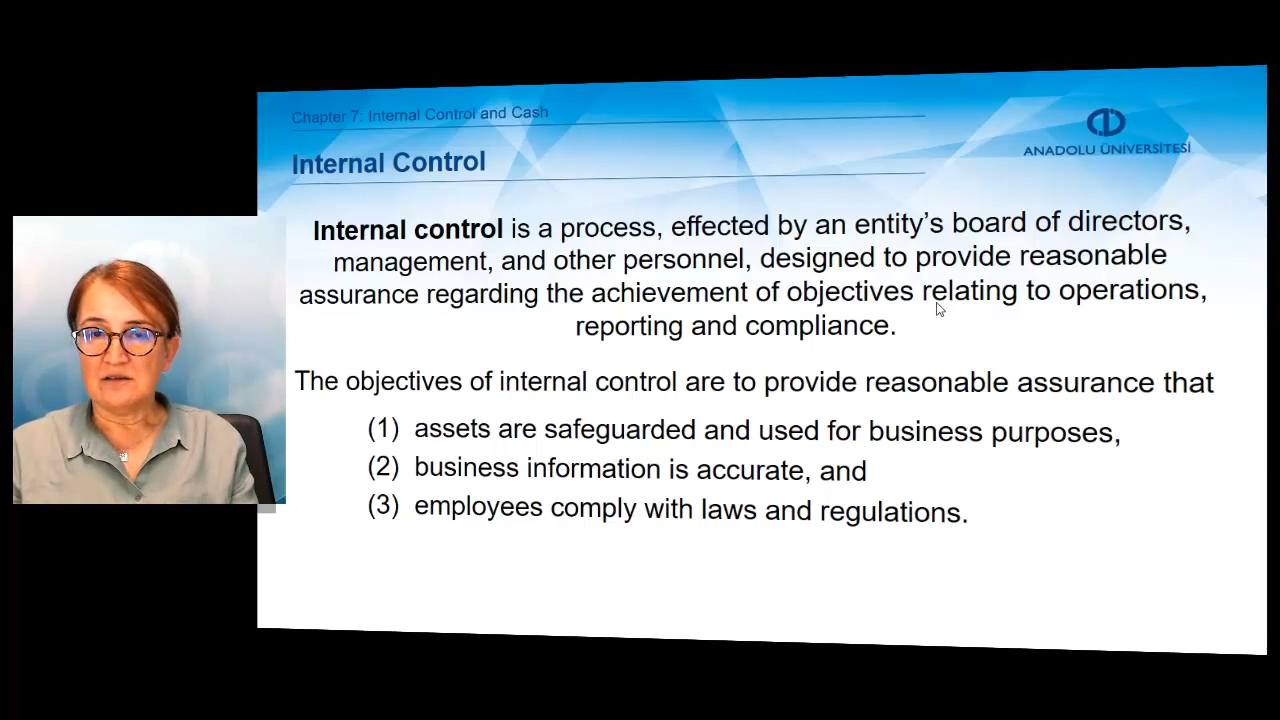 Chapter 7: Internal Control and Cash
ANADOLU ÜNİVERSİTESİ
Internal Control
Internal control is a process, effected by an entity’s board of directors,
management, and other personnel, designed to provide reasonable
assurance regarding the achievement of objectives relating to operations,
reporting and compliance.
The objectives of internal control are to provide reasonable assurance that
(1) assets are safeguarded and used for business purposes,
(2) business information is accurate, and
(3) employees comply with laws and regulations.